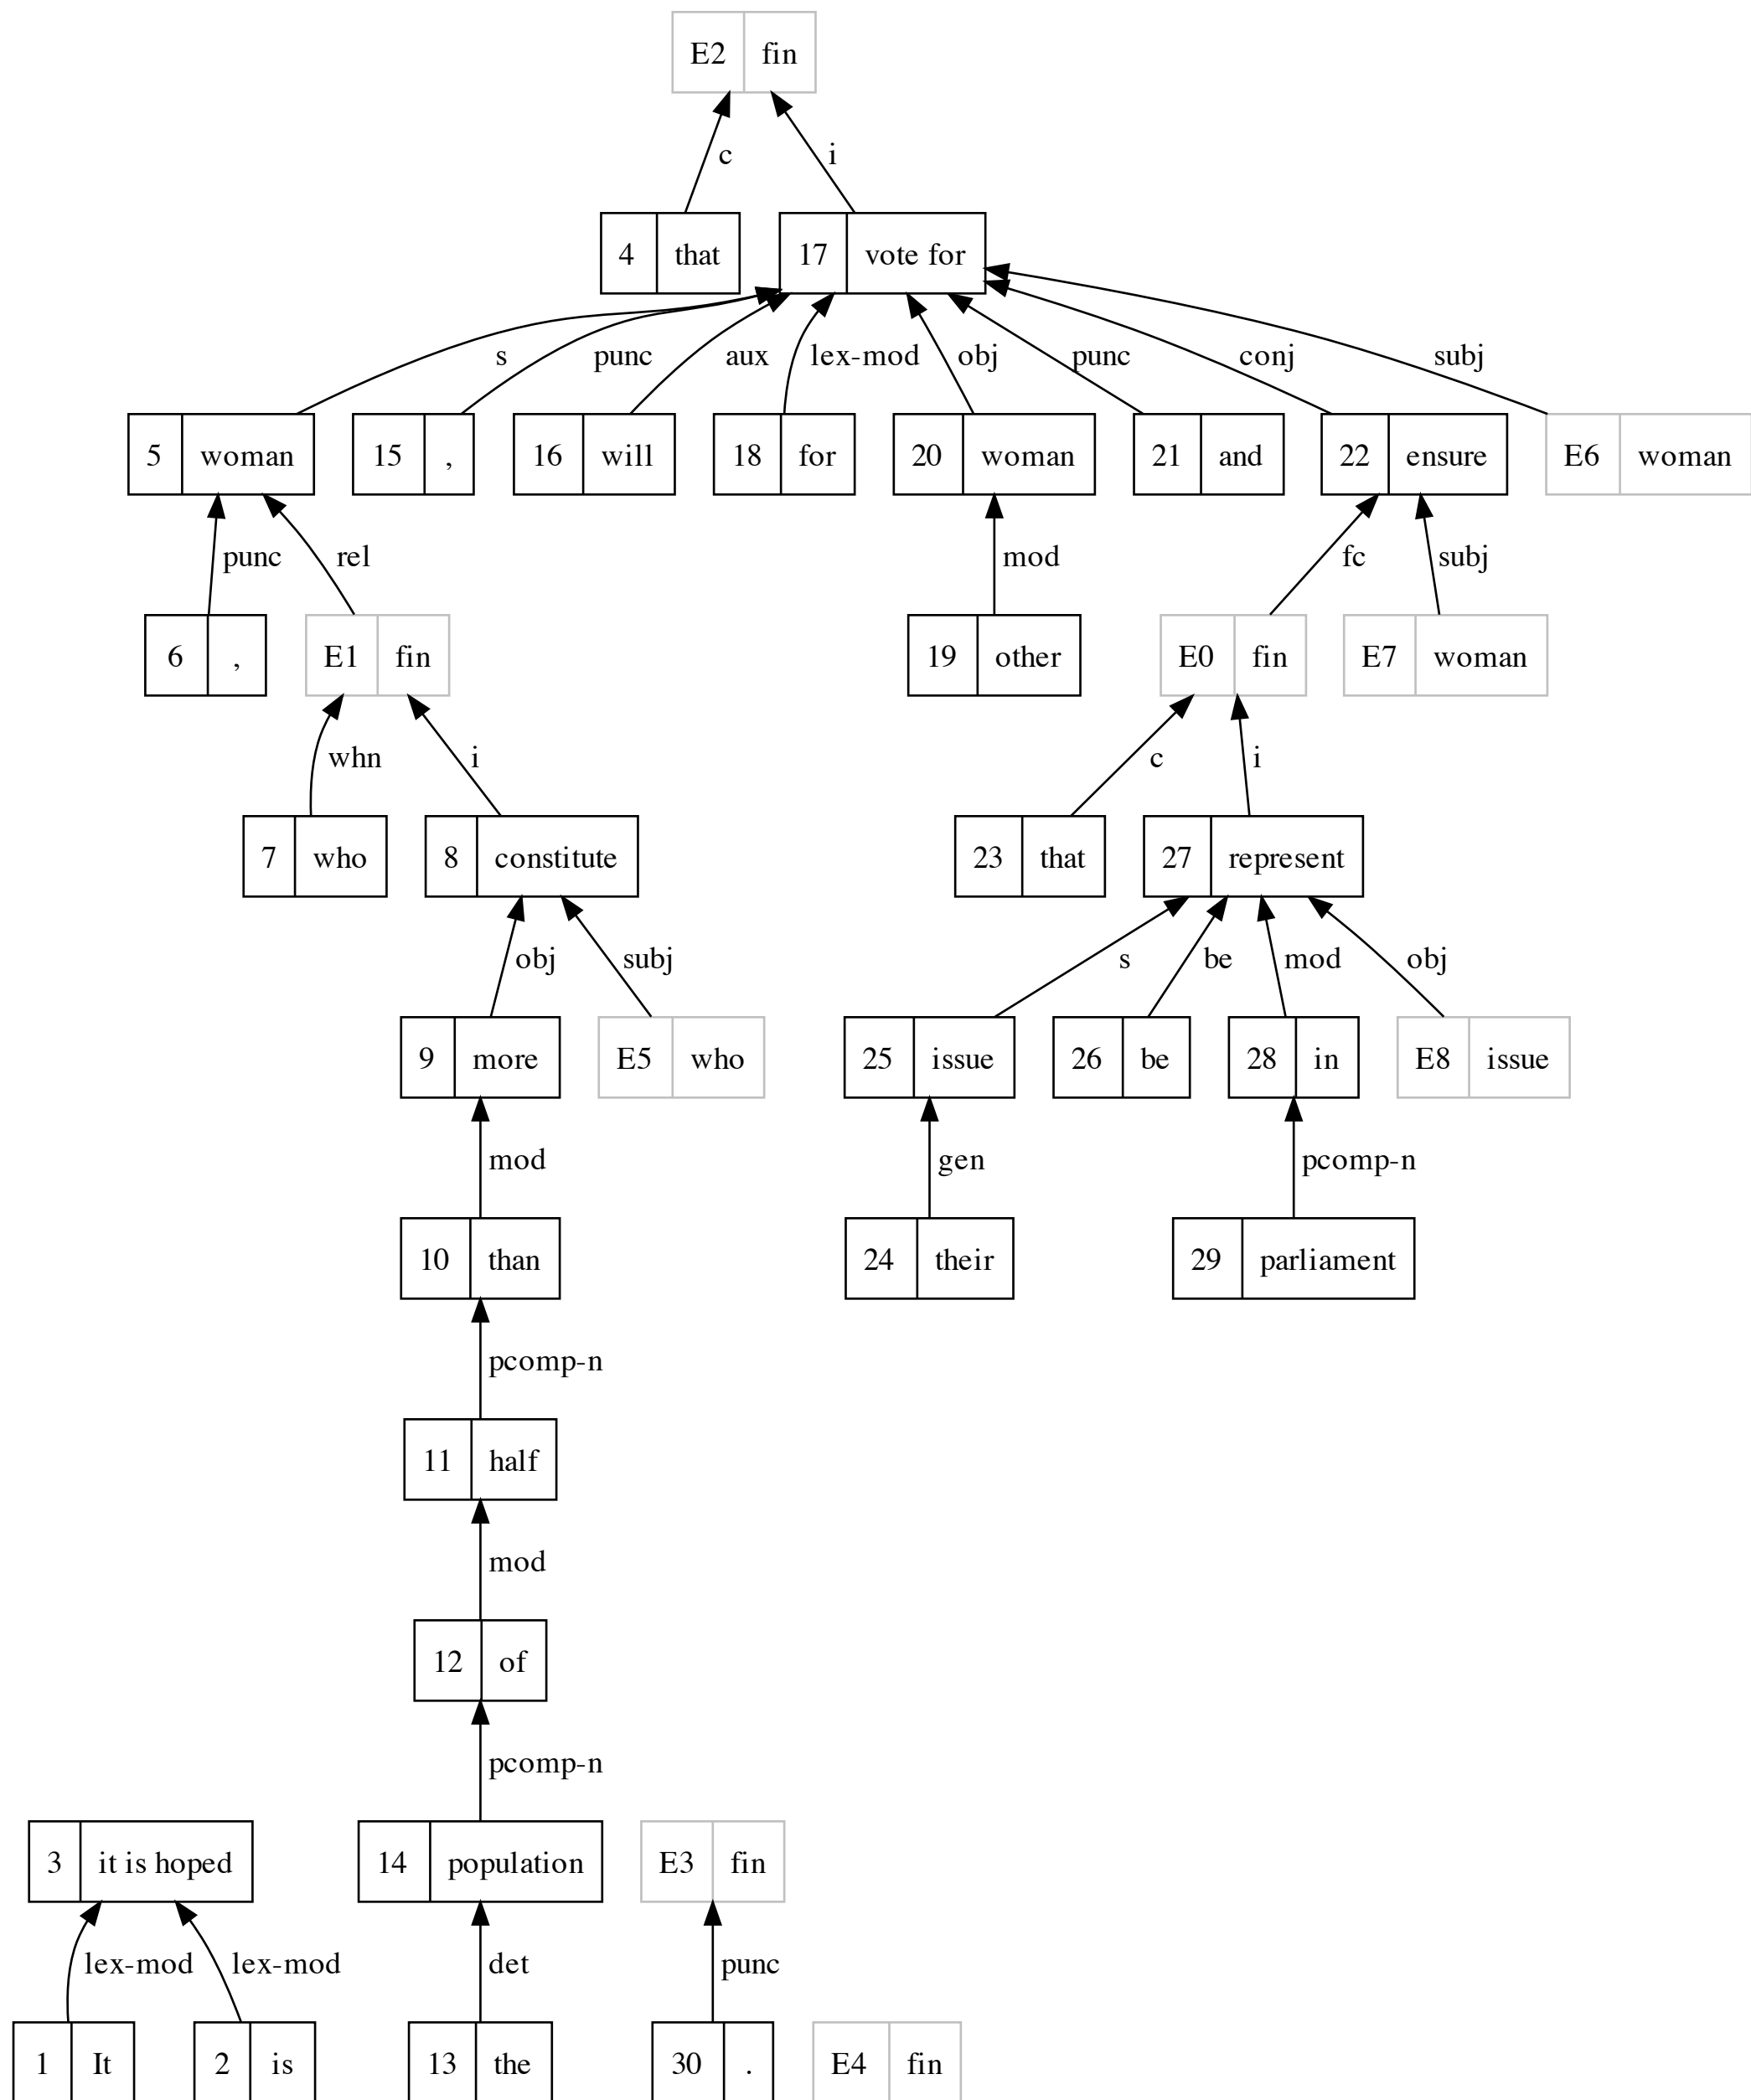 E2 fin
c i
4 that 17 vote for
s punc aux lex-mod obj punc conj subj
5 woman 15 , 16 will 18 for 20 woman 21 and 22 ensure E6 woman
punc rel mod fc subj
6 , E1 fin 19 other E0 fin E7 woman
whn i c i
7 who 8 constitute 23 that 27 represent
obj subj s be mod obj
9 more E5 who 25 issue 26 be 28 in E8 issue
mod gen pcomp-n
10 than 24 their 29 parliament
pcomp-n
11 half
mod
12 of
pcomp-n
3 it is hoped 14 population E3 fin
lex-mod lex-mod det punc
1 It 2 is 13 the 30 . E4 fin